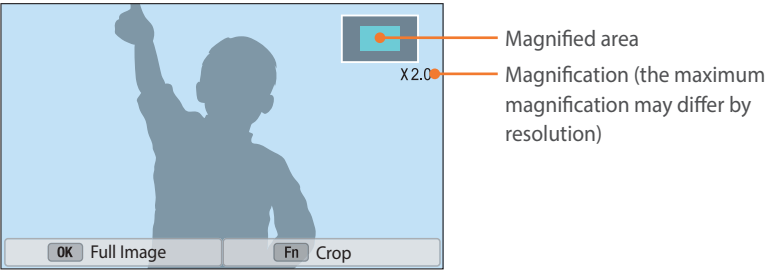 Magnified area
X 2.0
Magnification (the maximum
magnification may differ by
resolution)
OK Full Image
Fn Crop